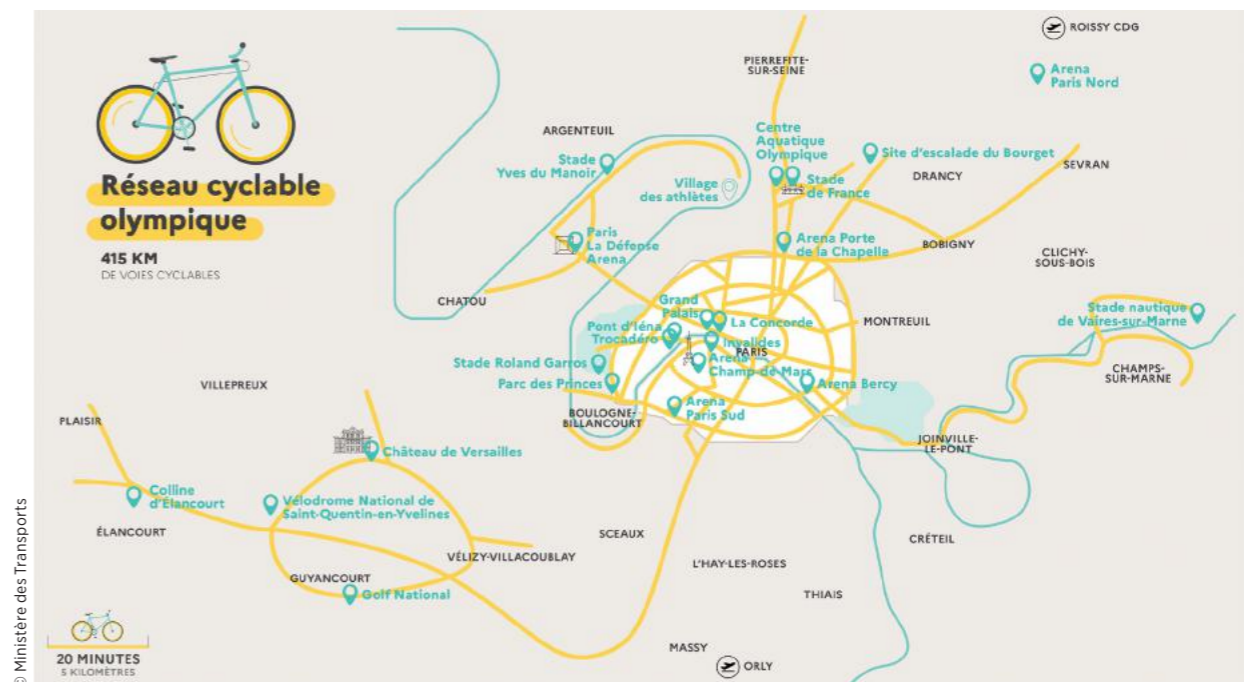 ROISSY CDG
Arena
Paris Nord
PIERREFITE-
SUR-SEINE
Centre
Aquatique
Olympique
ARGENTEUIL
Stade
Yves du Manoir
Site d'escalade du Bourget
SEVRAN
DRANCY
Stade
de France
Village
des athlètes
Réseau cyclable
olympique
415 KM
DE VOIES CYCLABLES
Paris
La Défense
Arena
Arena Porte
de la Chapelle
BOBIGNY
CLICHY-
SOUS-BOIS
CHATOU
Grand
Palais
La Concorde
MONTREUIL
Stade nautique
de Vaires-sur-Marne
Pont d'Iéna
Trocadéro
Invalides
PARIS
Stade Roland Garros
Arena
Champ-de Mars
CHAMPS-
SUR-MARNE
VILLEPREUX
Parc des Princes
Arena Bercy
PLAISIR
BOULOGNE-
BILLANCOURT
Arena
Paris Sud
JOINVILLE-
LE-PONT
Château de Versailles
Colline
d'Élancourt
Vélodrome National de
Saint-Quentin-en-Yvelines
ÉLANCOURT
SCEAUX
CRÉTEIL
VÉLIZY-VILLACOUBLAY
L'HAY-LES-ROSES
GUYANCOURT
Golf National
THIAIS
MASSY
ORLY
20 MINUTES
5 KILOMÈTRES
© Ministère des Transports